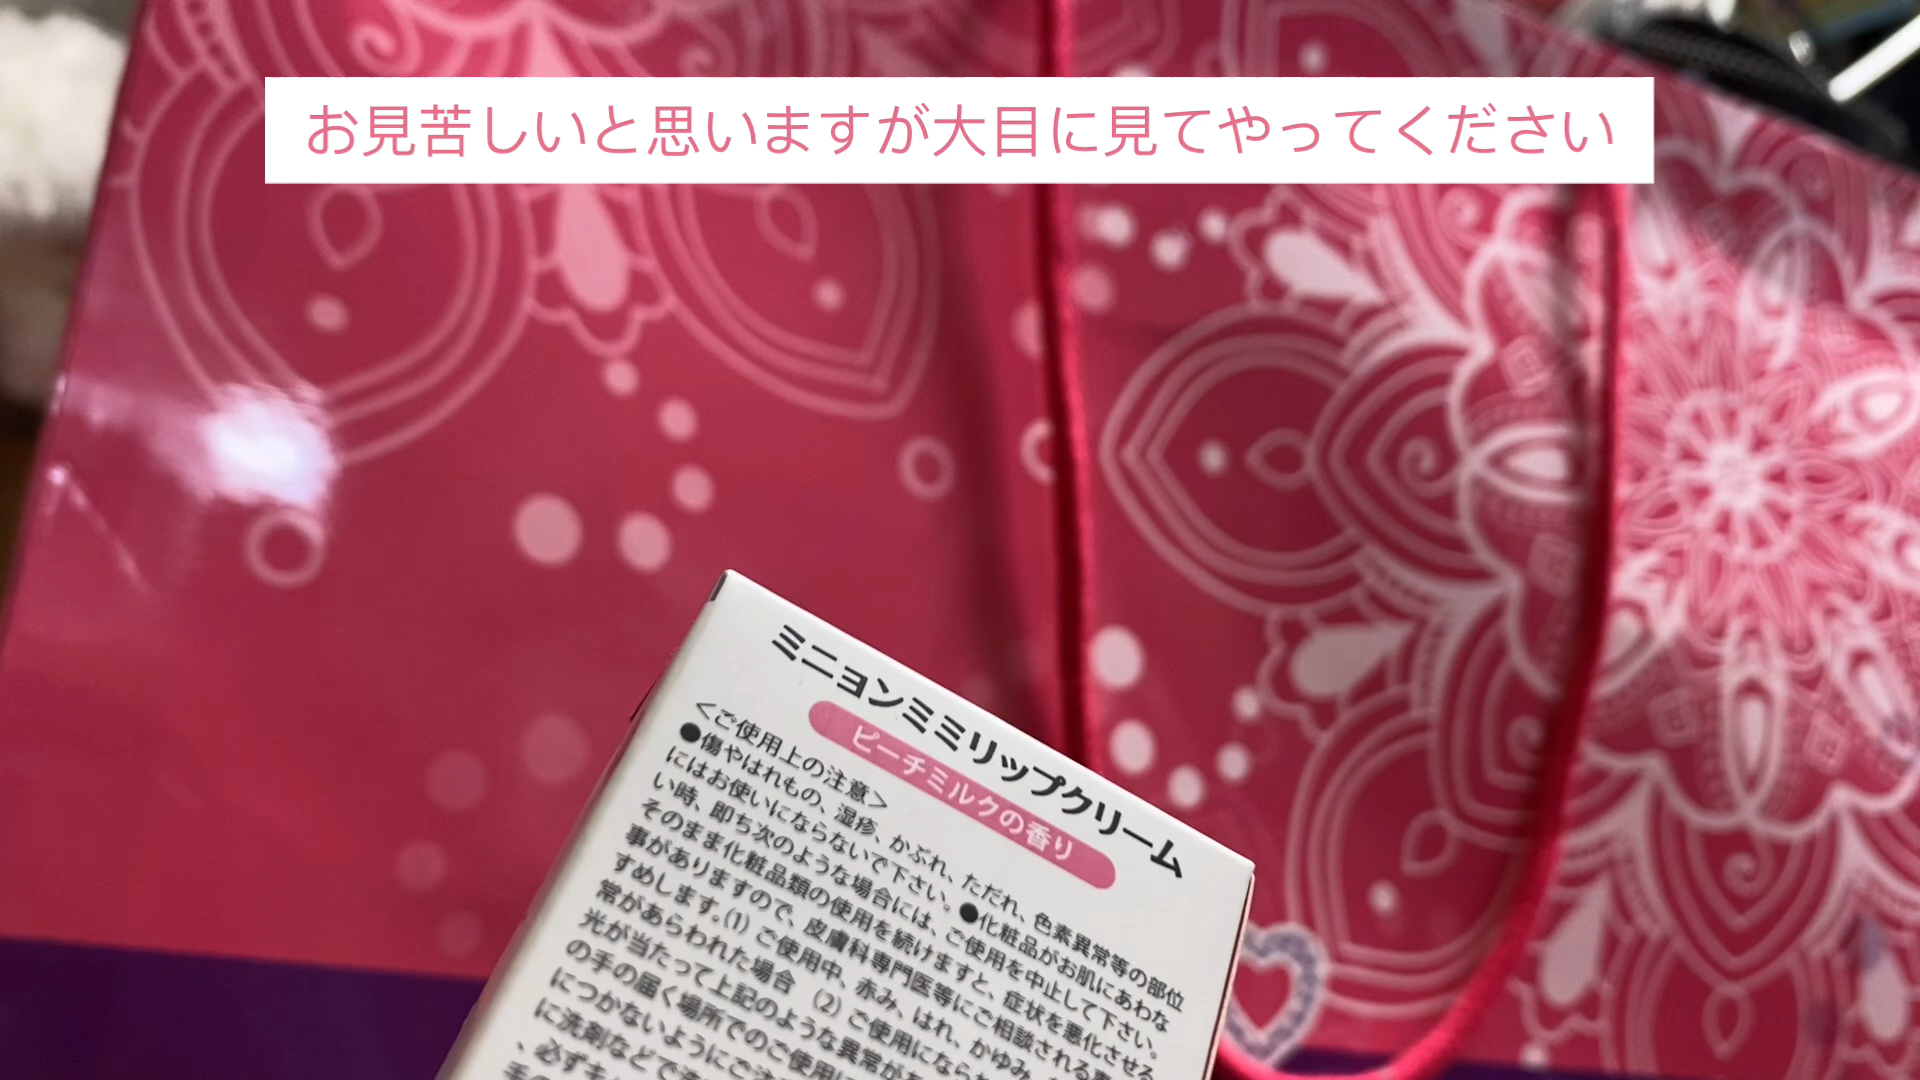 お見苦しいと思いますが大目に見てやってください
ミニョンミミリップクリーム
ピーチミルクの香り
<ご使用上の注意>
●傷やはれもの、湿疹、かぶれ、ただれ、色素異常等の部位
にはお使いにならないで下さい。●化粧品がお肌にあわな
い時、即ち次のような場合には、ご使用を中止して下さい。
そのまま化粧品類の使用を続けますと、症状を悪化させる
事がありますので、皮膚科専門医等にご相談される事
すめします。(1) ご使用中、赤み、はれ、かゆみ、
常があらわれた場合 (2) ご使用になら
光が当たって上記のような異常が
の手の届く場所でのご使用
につかないようにご注
に洗剤などで
、必ずキ